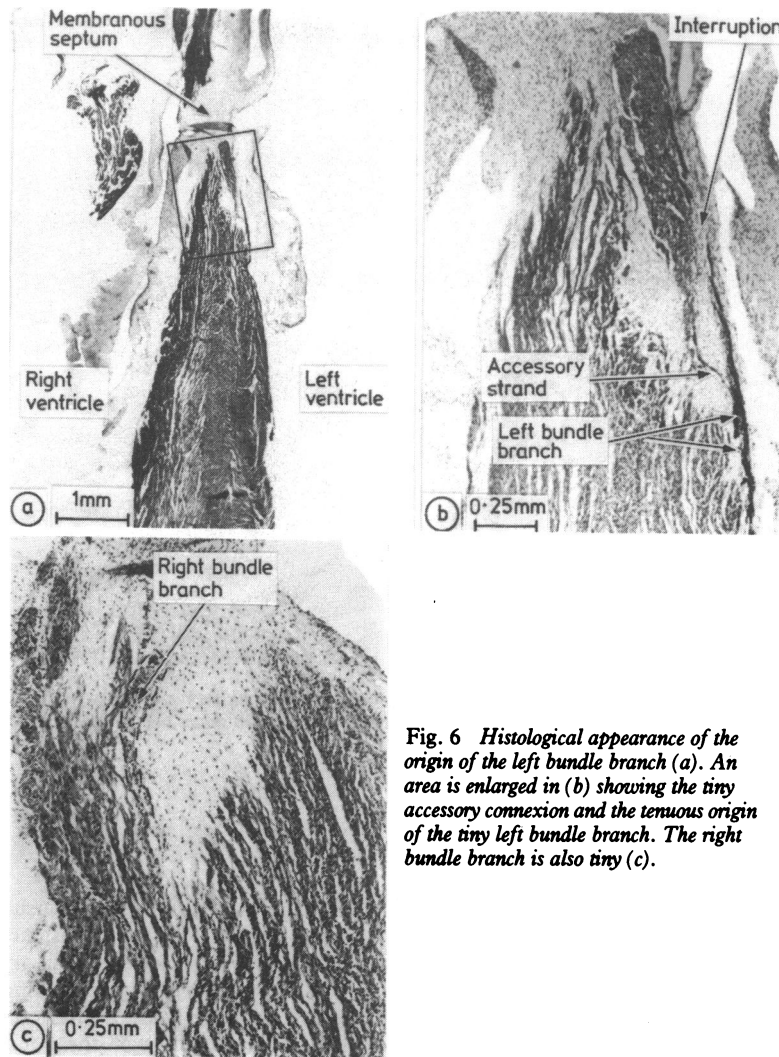 Membranous
septum
Right
ventricle
Left
ventricle
a
1mm
Interruption
Accessory
strand
Left bundle
branch
b
0·25mm
Right bundle
branch
c
0·25mm
Fig. 6 Histological appearance of the
origin of the left bundle branch (a). An
area is enlarged in (b) showing the tiny
accessory connexion and the tenuous origin
of the tiny left bundle branch. The right
bundle branch is also tiny (c).